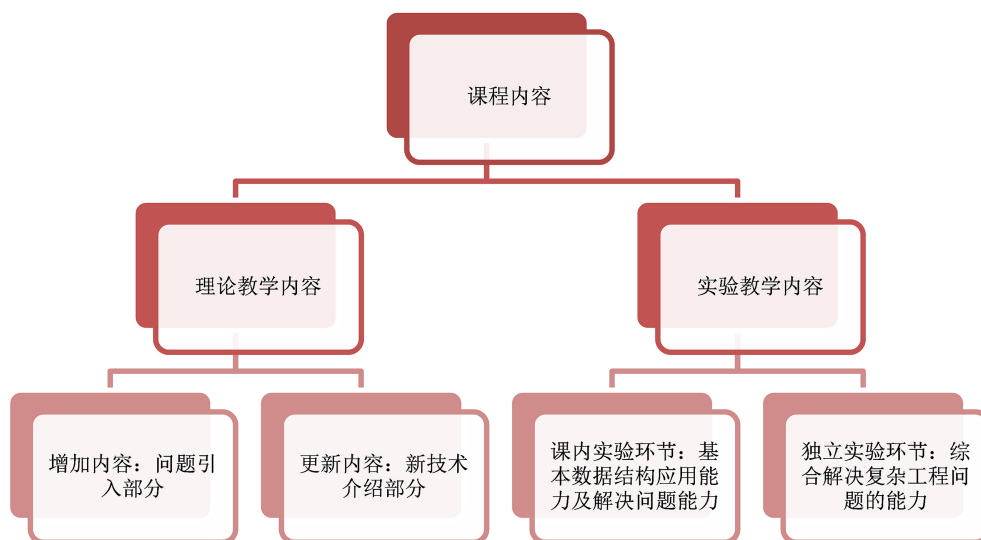 课程内容
理论教学内容
实验教学内容
增加内容：问题引
入部分
更新内容：新技术
介绍部分
课内实验环节：基
本数据结构应用能
力及解决问题能力
独立实验环节：综
合解决复杂工程问
题的能力